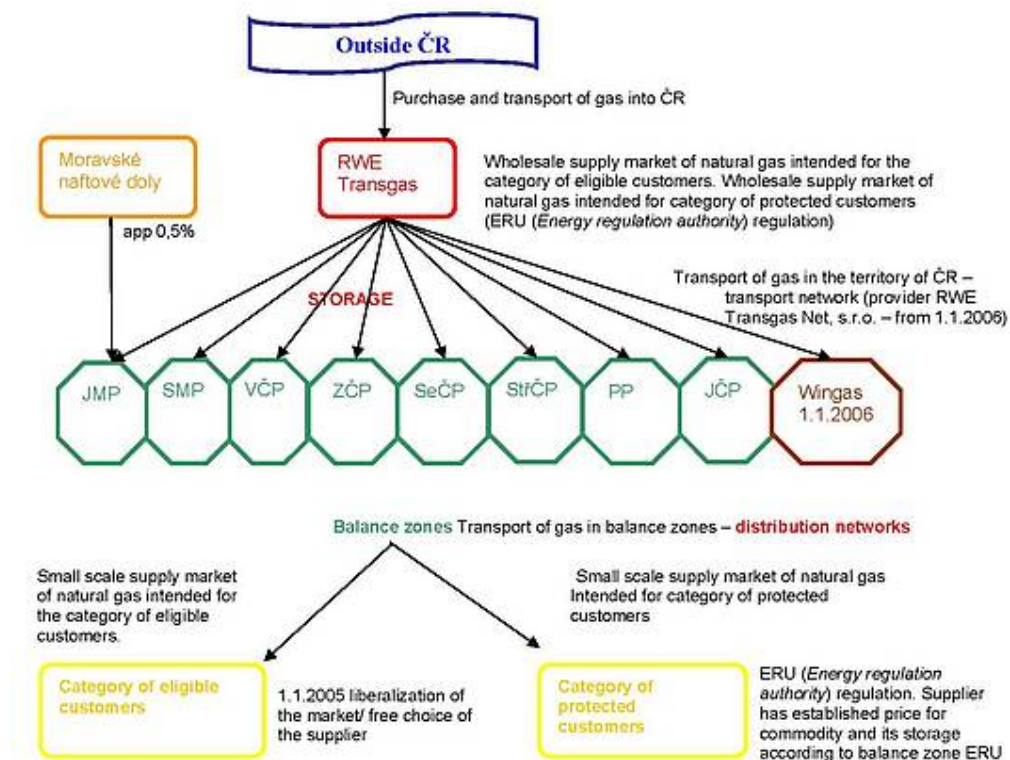 Outside ČR
Purchase and transport of gas into ČR
Moravské
naftové doly
RWE
Transgas
Wholesale supply market of natural gas intended for the
category of eligible customers. Wholesale supply market of
natural gas intended for category of protected customers
(ERU (Energy regulation authority) regulation)
app 0,5%
STORAGE
Transport of gas in the territory of ČR –
transport network (provider RWE
Transgas Net, s.r.o. – from 1.1.2006)
JMP
SMP
VČP
ZČP
SeČP
StřČP
PP
JČP
Wingas
1.1.2006
Balance zones Transport of gas in balance zones – distribution networks
Small scale supply market
of natural gas intended for
the category of eligible
customers.
Small scale supply market of natural gas
Intended for category of protected
customers
Category of eligible
customers
1.1.2005 liberalization of
the market/ free choice of
the supplier
Category of
protected
customers
ERU (Energy regulation
authority) regulation. Supplier
has established price for
commodity and its storage
according to balance zone ERU